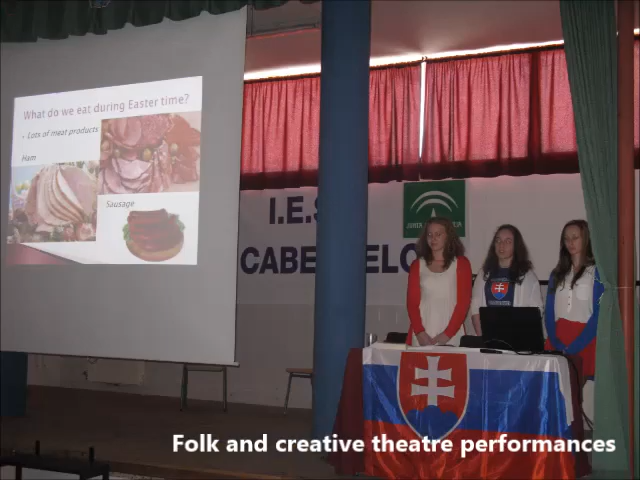 What do we eat during Easter time?
• Lots of meat products
Ham
Sausage
I.E.S
CABE ELO
Folk and creative theatre performances